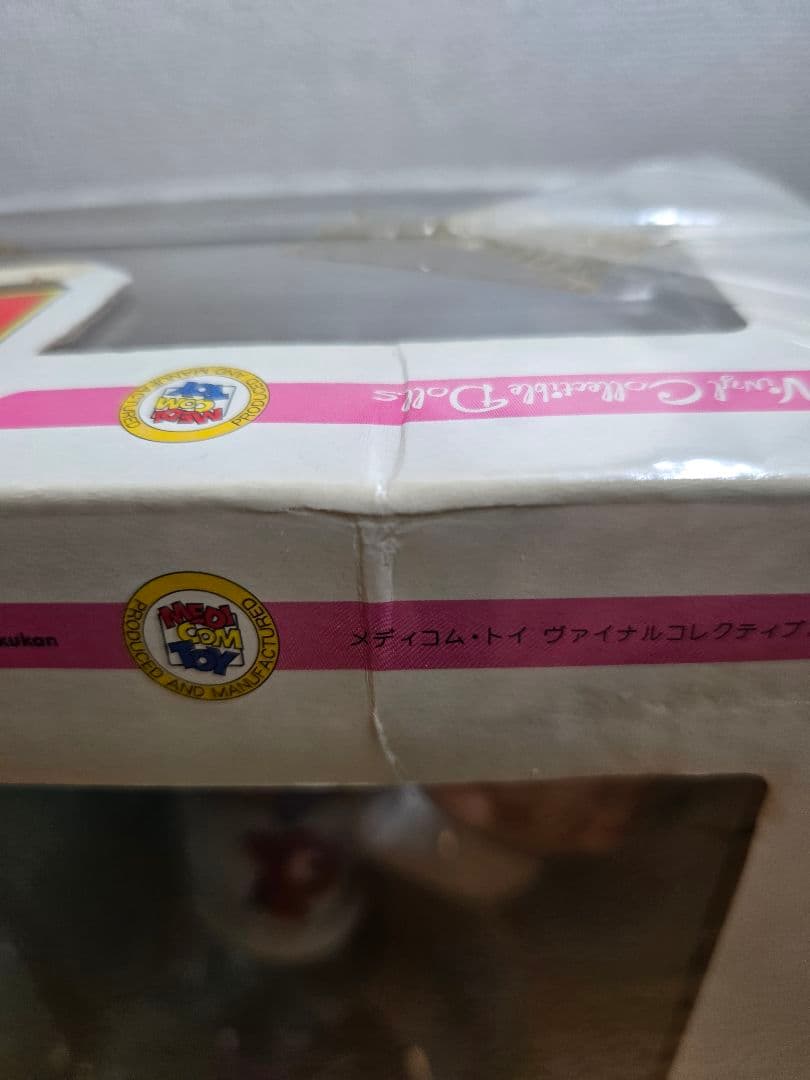 Vinyl Collectible Dolls
PRODUCED AND MANUFACTURED
MEDI
COM
TOY
メディコム・トイ ヴァイナルコレクティブ
MEDI
COM
TOY
PRODUCED AND MANUFACTURED